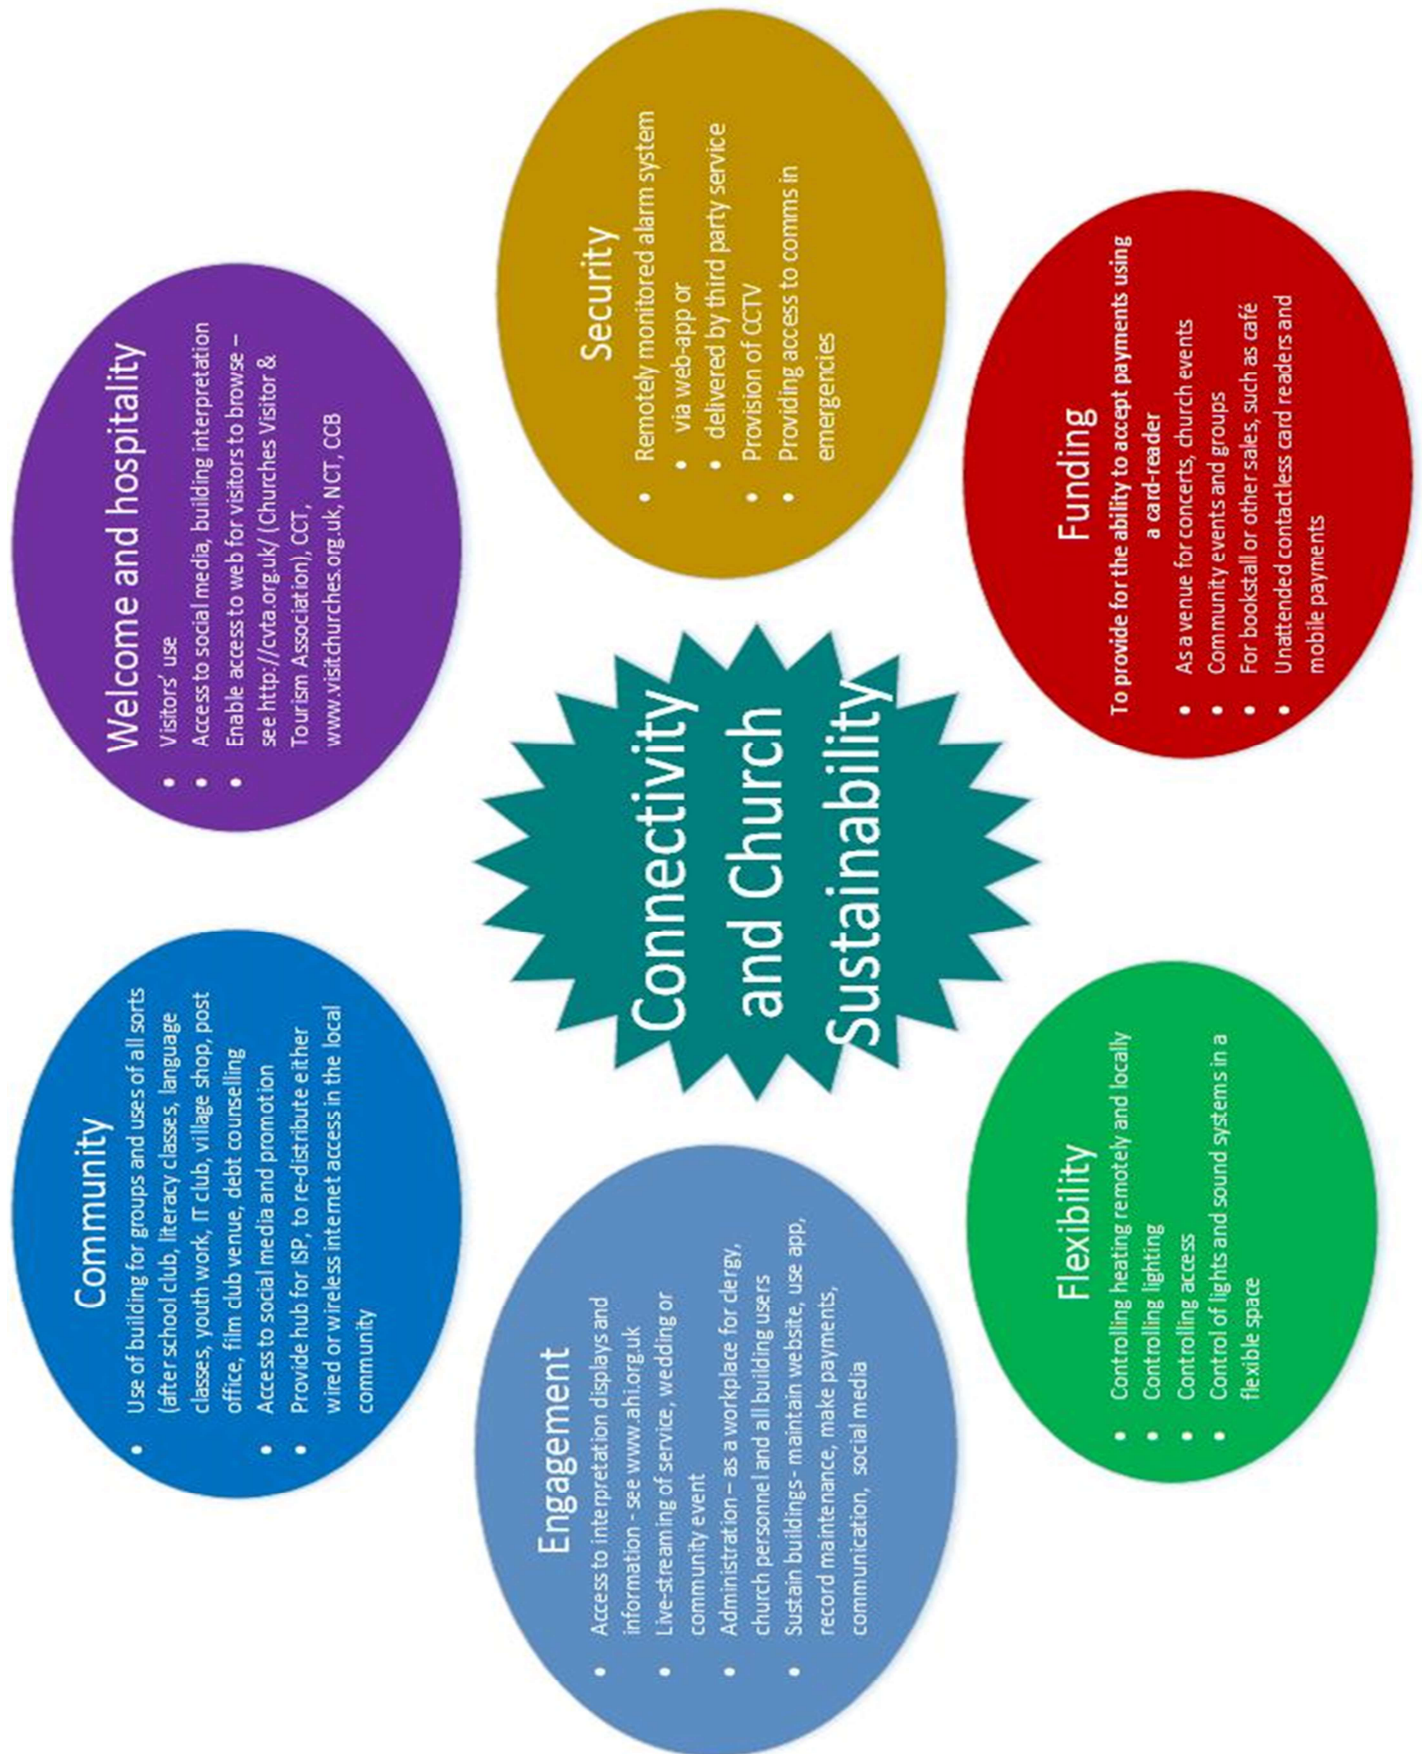 Community
• Use of building for groups and uses of all sorts
(after school club, literacy classes, language
classes, youth work, IT club, village shop, post
office, film club venue, debt counselling
• Access to social media and promotion
• Provide hub for ISP, to re-distribute either
wired or wireless internet access in the local
community
Welcome and hospitality
• Visitors' use
• Access to social media, building interpretation
• Enable access to web for visitors to browse –
see http://cvta.org.uk/ (Churches Visitor &
Tourism Association), CCT,
www.visitchurches.org.uk, NCT, CCB
Engagement
• Access to interpretation displays and
information - see www.ahi.org.uk
• Live-streaming of service, wedding or
community event
• Administration – as a workplace for clergy,
church personnel and all building users
• Sustain buildings - maintain website, use app,
record maintenance, make payments,
communication, social media
Connectivity
and Church
Sustainability
Security
• Remotely monitored alarm system
• via web-app or
• delivered by third party service
• Provision of CCTV
• Providing access to comms in
emergencies
Flexibility
• Controlling heating remotely and locally
• Controlling lighting
• Controlling access
• Control of lights and sound systems in a
flexible space
Funding
To provide for the ability to accept payments using
a card-reader
• As a venue for concerts, church events
• Community events and groups
• For bookstall or other sales, such as café
• Unattended contactless card readers and
mobile payments